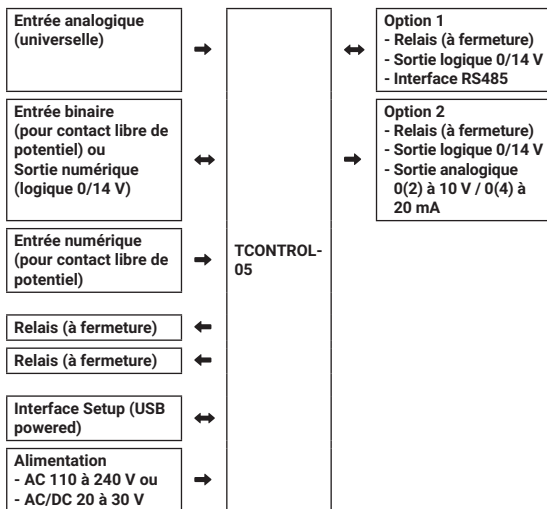 Entrée analogique
(universelle)
Entrée binaire
(pour contact libre de
potentiel) ou
Sortie numérique
(logique 0/14 V)
Entrée numérique
(pour contact libre de
potentiel)
Relais (à fermeture)
Relais (à fermeture)
Interface Setup (USB
powered)
Alimentation
- AC 110 à 240 V ou
- AC/DC 20 à 30 V
TCONTROL-
05
Option 1
- Relais (à fermeture)
- Sortie logique 0/14 V
- Interface RS485
Option 2
- Relais (à fermeture)
- Sortie logique 0/14 V
- Sortie analogique
0(2) à 10 V / 0(4) à
20 mA